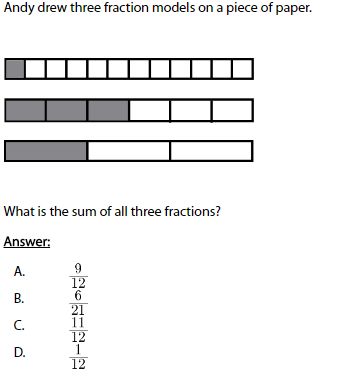 Andy drew three fraction models on a piece of paper.
What is the sum of all three fractions?
Answer:
A. 9/12
B. 6/21
C. 11/12
D. 1/12